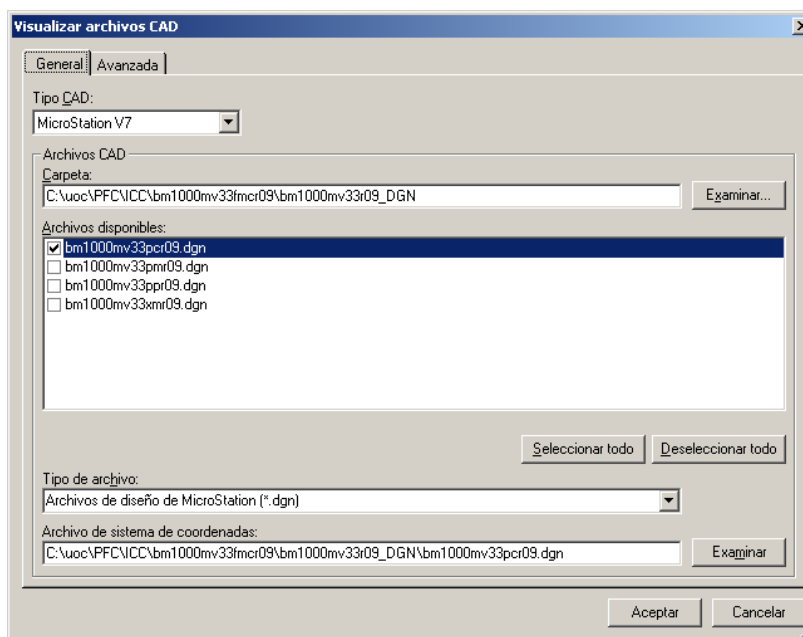 Visualizar archivos CAD
General Avanzada
Tipo CAD:
MicroStation V7
Archivos CAD
Carpeta:
C:\uoc\PFC\ICC\bm1000mv33fmcr09\bm1000mv33r09_DGN Examinar...
Archivos disponibles:
bm1000mv33pcr09.dgn
bm1000mv33pmr09.dgn
bm1000mv33ppr09.dgn
bm1000mv33xmr09.dgn
Seleccionar todo Deseleccionar todo
Tipo de archivo:
Archivos de diseño de MicroStation (*.dgn)
Archivo de sistema de coordenadas:
C:\uoc\PFC\ICC\bm1000mv33fmcr09\bm1000mv33r09_DGN\bm1000mv33pcr09.dgn Examinar
Aceptar Cancelar